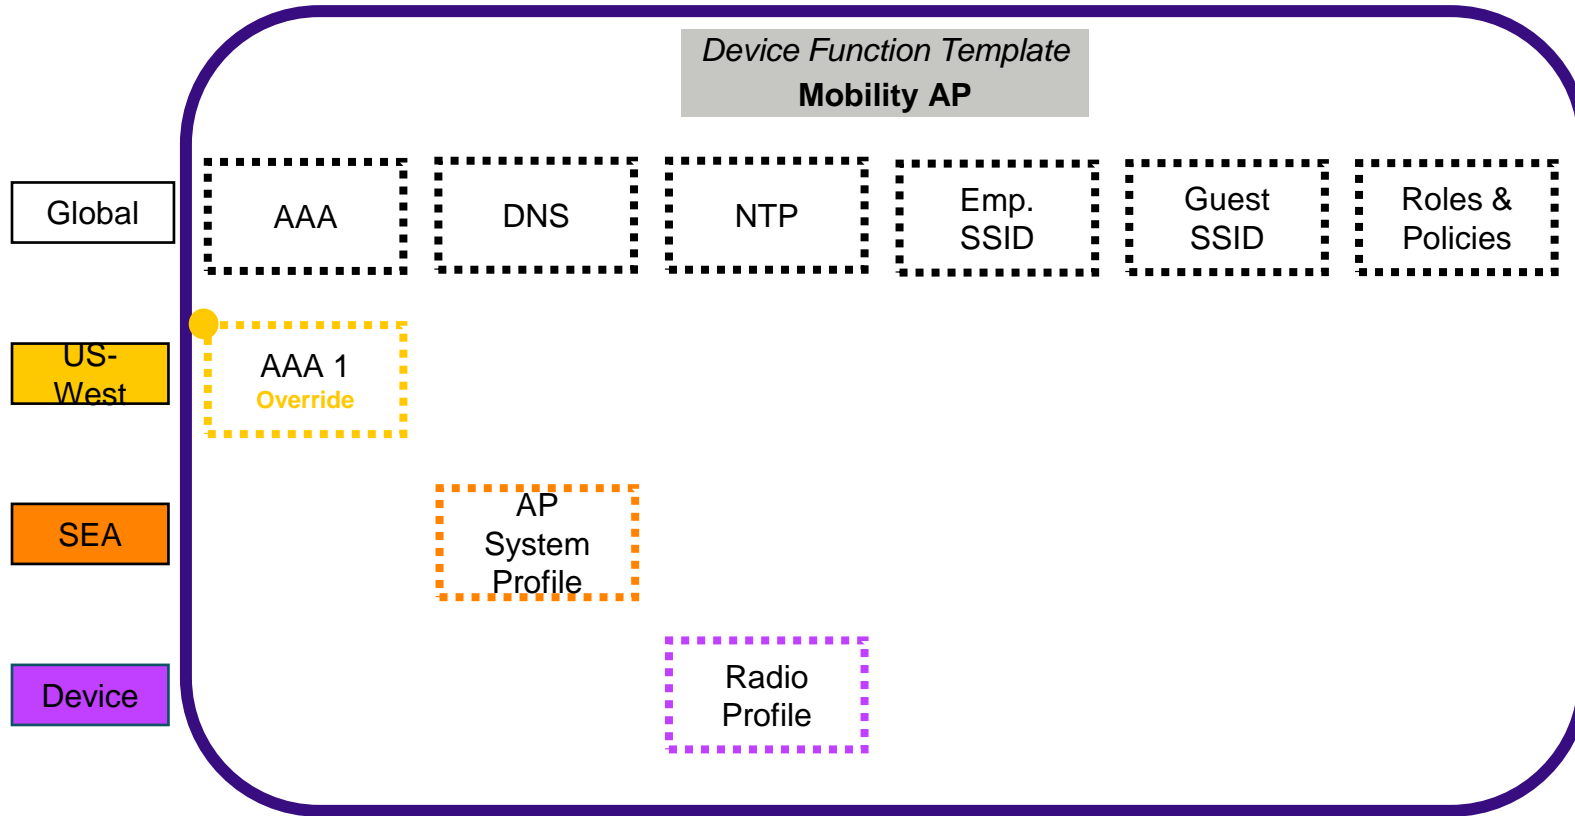 Device Function Template
Mobility AP
Global
AAA
DNS
NTP
Emp.
SSID
Guest
SSID
Roles &
Policies
US-
West
AAA 1
Override
SEA
AP
System
Profile
Device
Radio
Profile